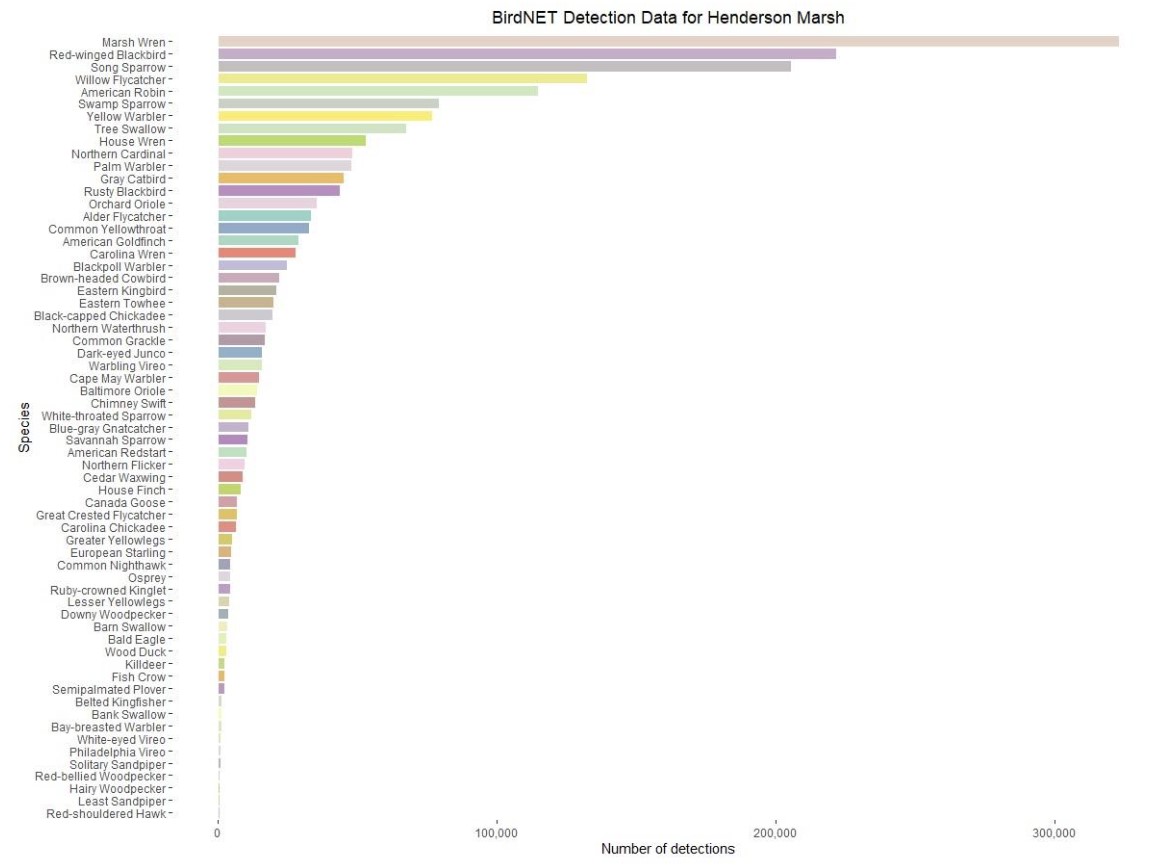 BirdNET Detection Data for Henderson Marsh
Marsh Wren
Red-winged Blackbird
Song Sparrow
Willow Flycatcher
American Robin
Swamp Sparrow
Yellow Warbler
Tree Swallow
House Wren
Northern Cardinal
Palm Warbler
Gray Catbird
Rusty Blackbird
Orchard Oriole
Alder Flycatcher
Common Yellowthroat
American Goldfinch
Carolina Wren
Blackpoll Warbler
Brown-headed Cowbird
Eastern Kingbird
Eastern Towhee
Black-capped Chickadee
Northern Waterthrush
Common Grackle
Dark-eyed Junco
Warbling Vireo
Cape May Warbler
Baltimore Oriole
Chimney Swift
White-throated Sparrow
Blue-gray Gnatcatcher
Savannah Sparrow
American Redstart
Northern Flicker
Cedar Waxwing
House Finch
Canada Goose
Great Crested Flycatcher
Carolina Chickadee
Greater Yellowlegs
European Starling
Common Nighthawk
Osprey
Ruby-crowned Kinglet
Lesser Yellowlegs
Downy Woodpecker
Barn Swallow
Bald Eagle
Wood Duck
Killdeer
Fish Crow
Semipalmated Plover
Belted Kingfisher
Bank Swallow
Bay-breasted Warbler
White-eyed Vireo
Philadelphia Vireo
Solitary Sandpiper
Red-bellied Woodpecker
Hairy Woodpecker
Least Sandpiper
Red-shouldered Hawk
Species
0 100,000 200,000 300,000
Number of detections